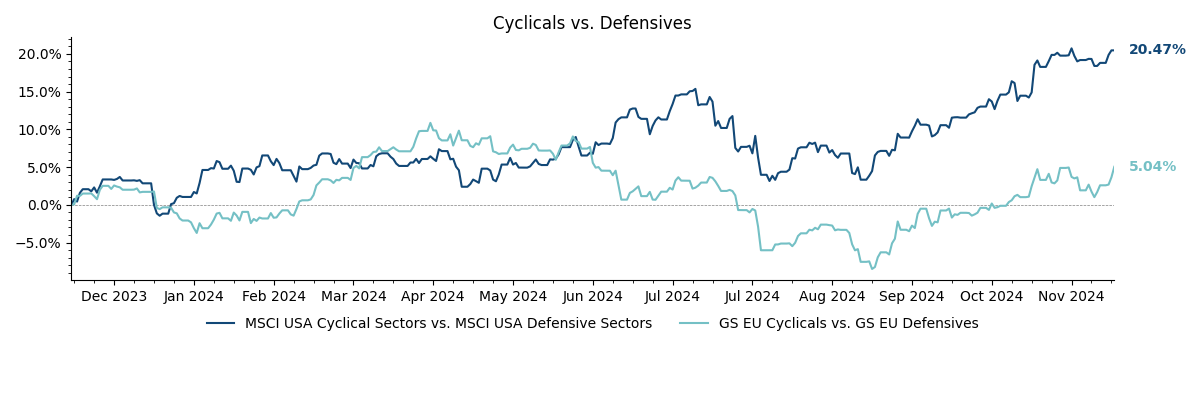 Cyclicals vs. Defensives
20.0%
15.0%
10.0%
5.0%
0.0%
−5.0%
20.47%
5.04%
Dec 2023 Jan 2024 Feb 2024 Mar 2024 Apr 2024 May 2024 Jun 2024 Jul 2024 Jul 2024 Aug 2024 Sep 2024 Oct 2024 Nov 2024
MSCI USA Cyclical Sectors vs. MSCI USA Defensive Sectors GS EU Cyclicals vs. GS EU Defensives